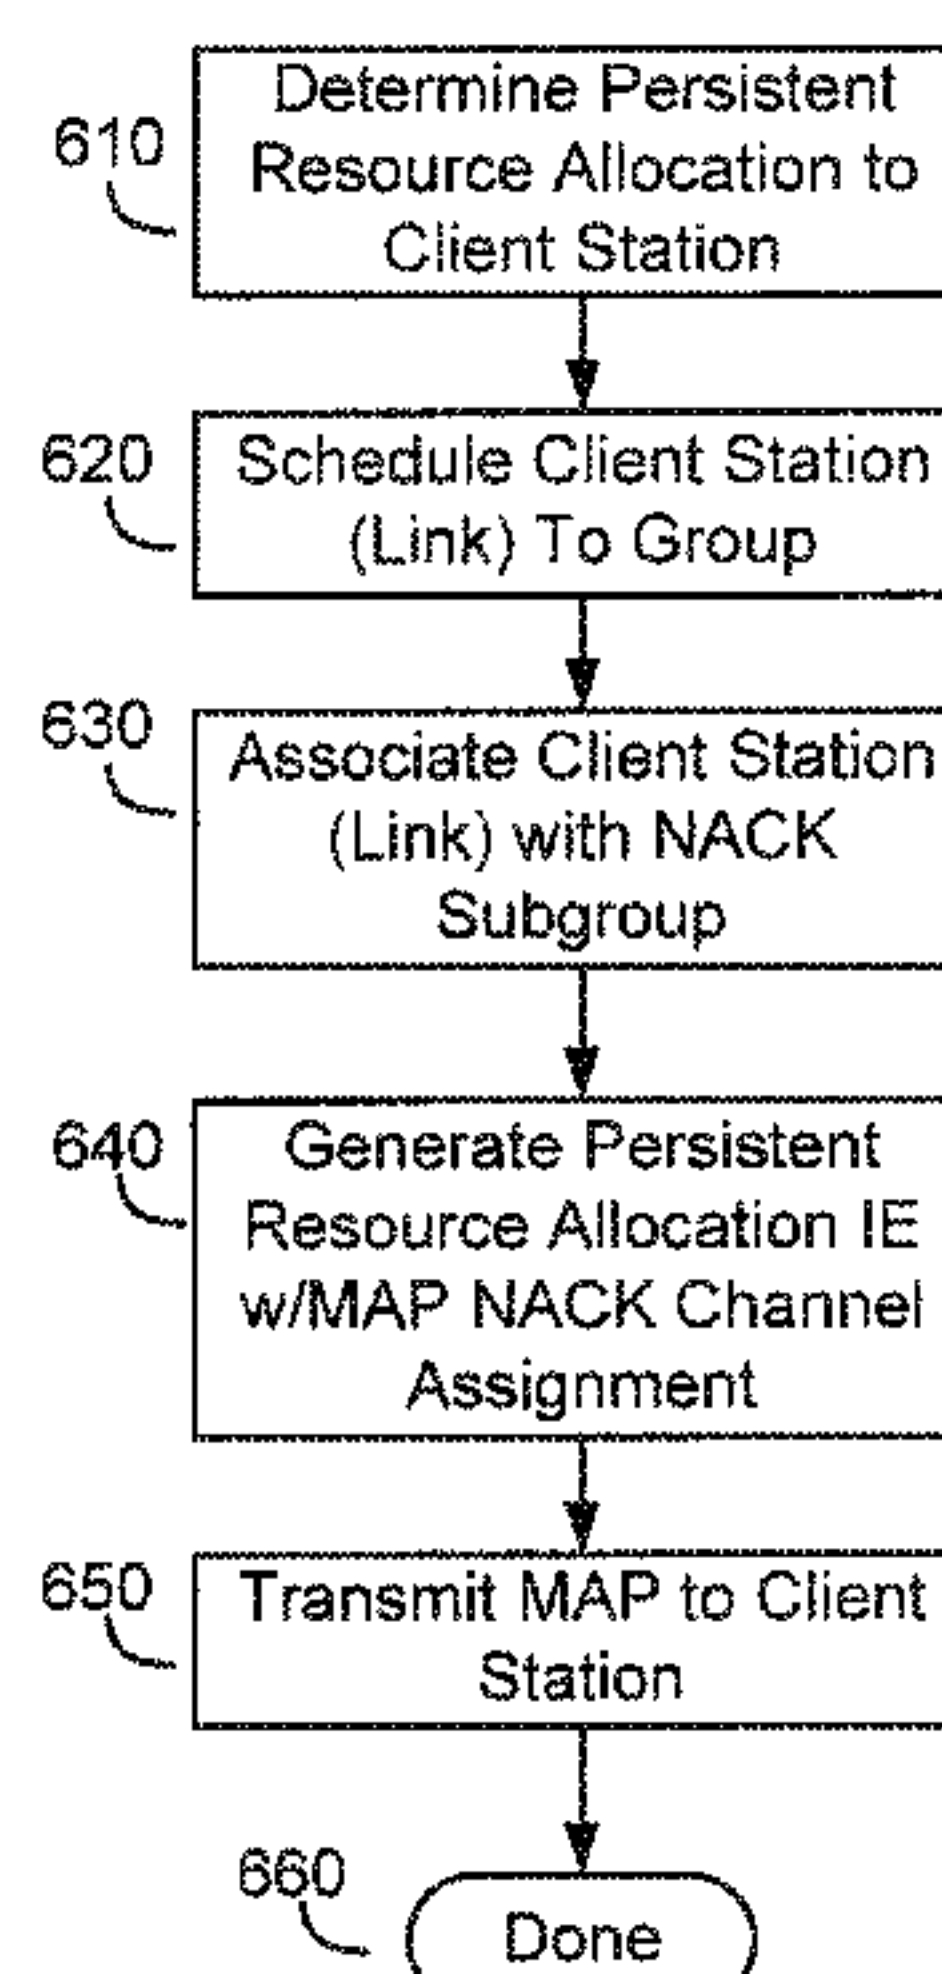 610
Determine Persistent
Resource Allocation to
Client Station
620
Schedule Client Station
(Link) To Group
630
Associate Client Station
(Link) with NACK
Subgroup
640
Generate Persistent
Resource Allocation IE
w/MAP NACK Channel
Assignment
650
Transmit MAP to Client
Station
660
Done